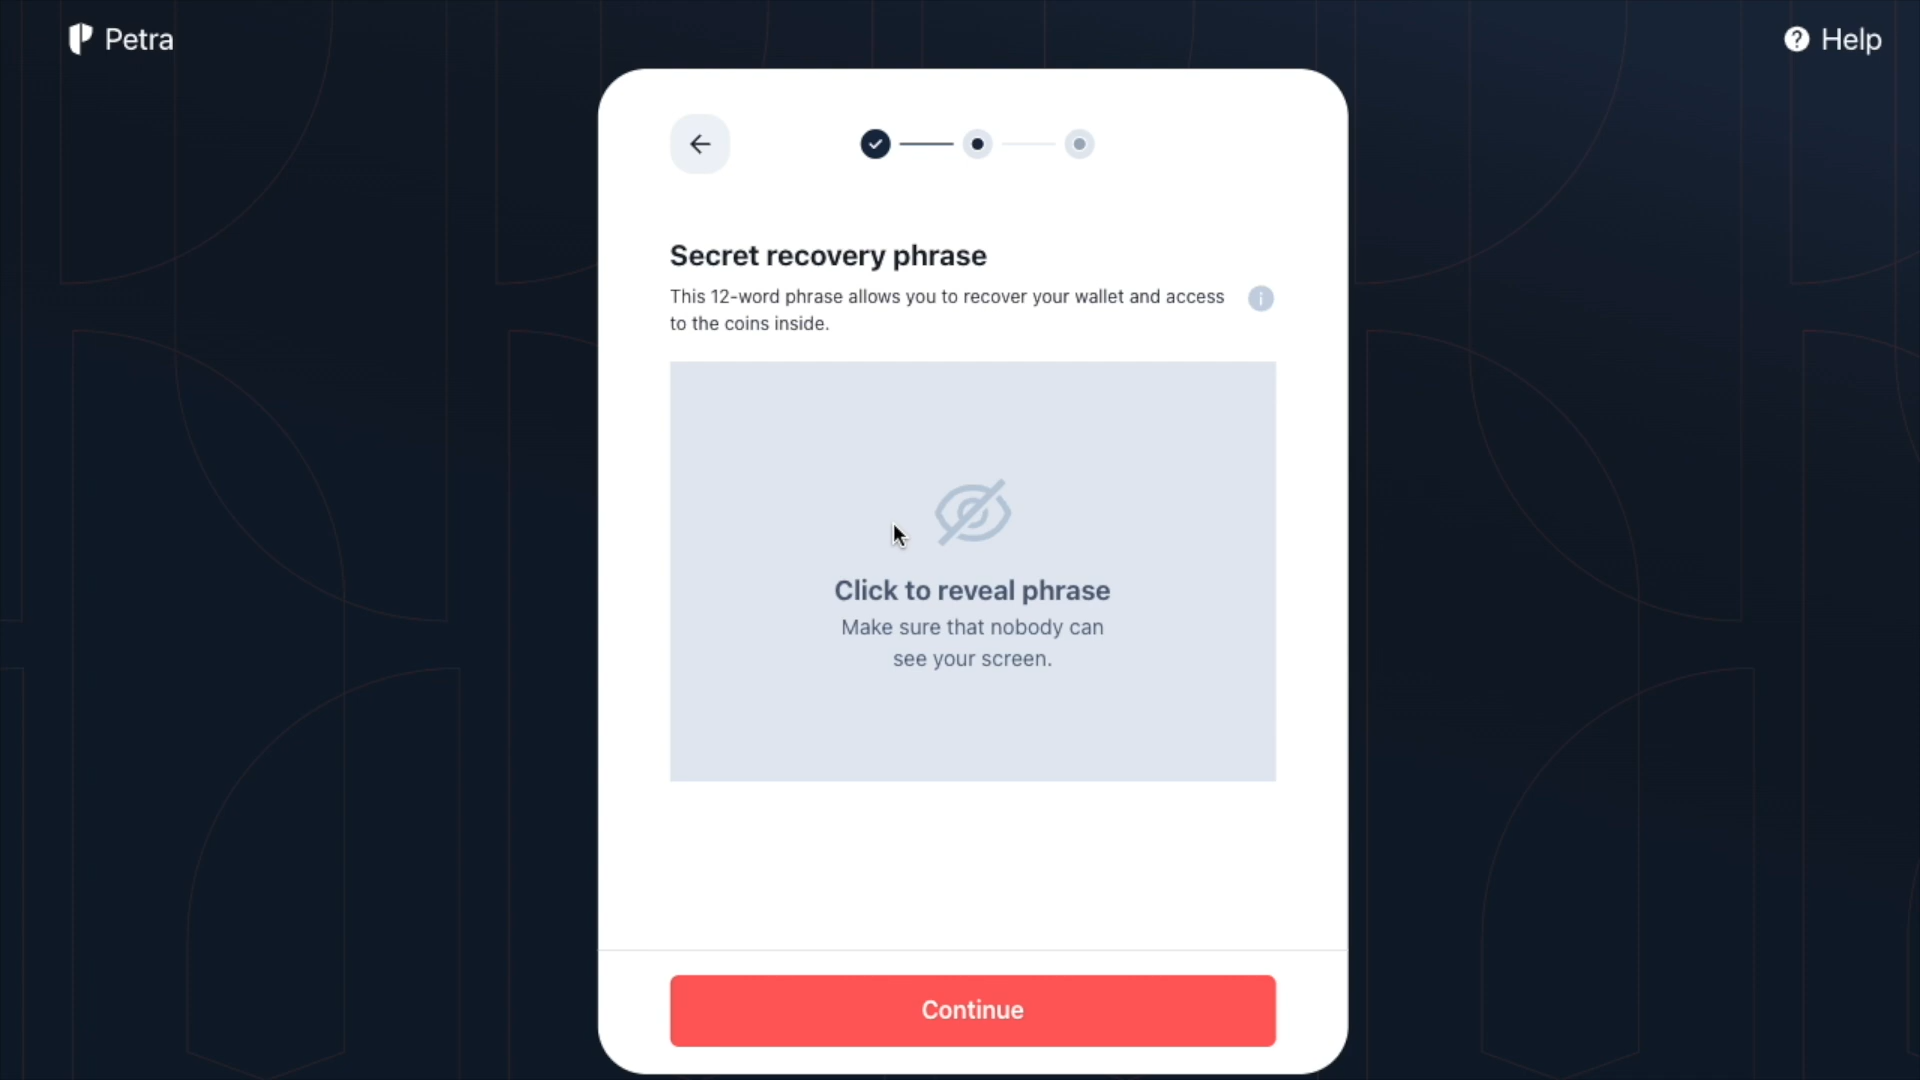 Petra
Help
Secret recovery phrase
This 12-word phrase allows you to recover your wallet and access
to the coins inside.
Click to reveal phrase
Make sure that nobody can
see your screen.
Continue